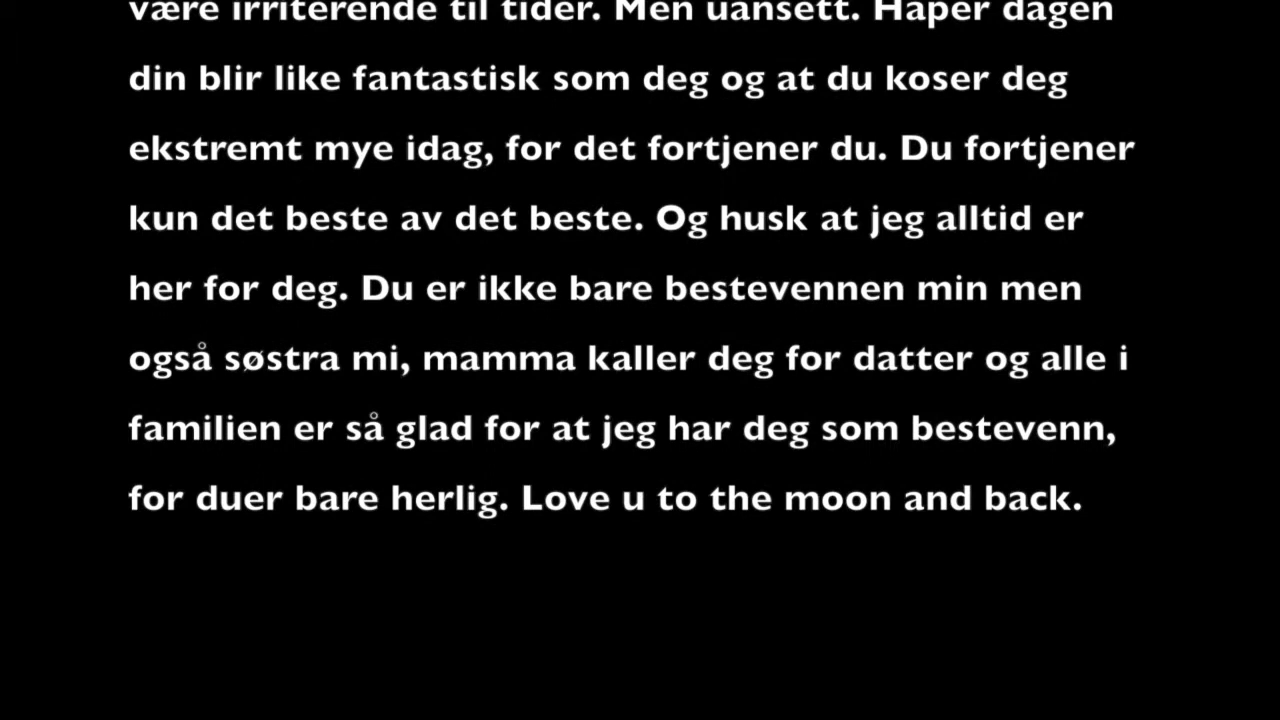 være irriterende til tider. Men uansett. Håper dagen
din blir like fantastisk som deg og at du koser deg
ekstremt mye idag, for det fortjener du. Du fortjener
kun det beste av det beste. Og husk at jeg alltid er
her for deg. Du er ikke bare bestevennen min men
også søstra mi, mamma kaller deg for datter og alle i
familien er så glad for at jeg har deg som bestevenn,
for duer bare herlig. Love u to the moon and back.